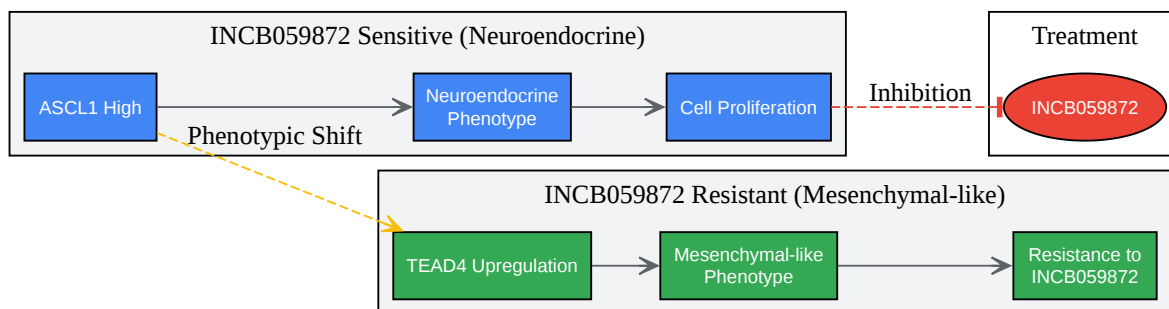 INCB059872 Sensitive (Neuroendocrine)
Treatment
ASCL1 High
Neuroendocrine
Phenotype
Cell Proliferation
Inhibition
INCB059872
Phenotypic Shift
INCB059872 Resistant (Mesenchymal-like)
TEAD4 Upregulation
Mesenchymal-like
Phenotype
Resistance to
INCB059872